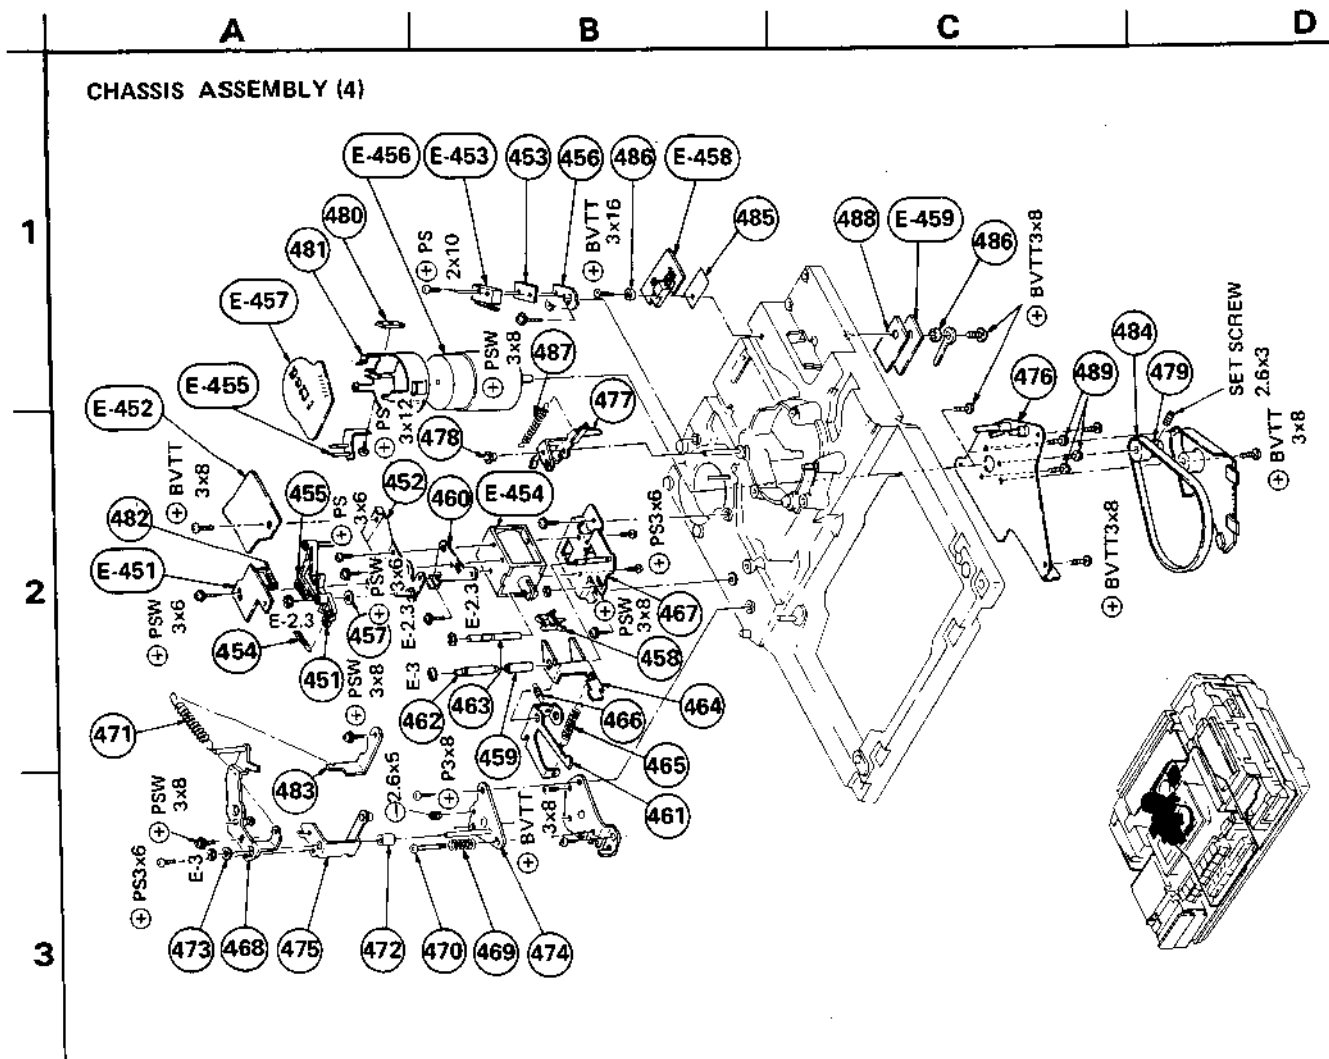 A B C D
CHASSIS ASSEMBLY (4)
1
E-456 E-453 453 456 486 E-458
480
481
⊕ PS 2x10
⊕ BVTT 3x16
485
488
E-459
486
⊕ BVTT3x8
E-457
⊕ PSW 3x8
487
484
479
SET SCREW 2.6x3
E-455
476
489
E-452
⊕ PS 3x12
478
477
⊕ BVTT 3x8
⊕ BVTT 3x8
455
⊕ PS 3x6
452
460
E-454
482
⊕ PS3x6
⊕ BVTT3x8
2
E-451
⊕ PSW 3x6
⊕ PSW 3x6
E-2.3
E-2.3
E-2.3
⊕ PSW 3x8
467
454
457
458
451
⊕ PSW 3x8
E-3
462
463
459
466
464
471
465
483
461
⊕ PSW 3x8
⊖2.6x5
⊕ P3x8
⊕ BVTT 3x8
⊕ PS3x6
E-3
3
473 468 475 472 470 469 474